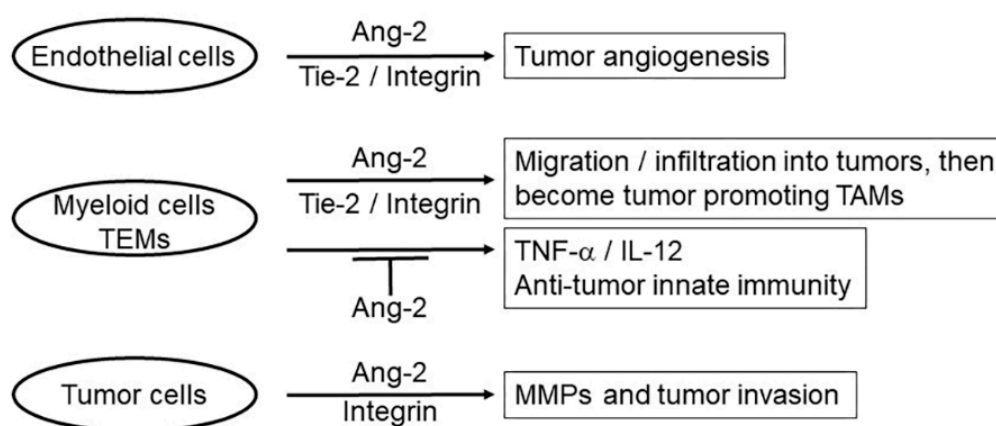 Endothelial cells
Ang-2
Tie-2 / Integrin
Tumor angiogenesis
Myeloid cells
TEMs
Ang-2
Tie-2 / Integrin
Migration / infiltration into tumors, then
become tumor promoting TAMs
Ang-2
TNF-α / IL-12
Anti-tumor innate immunity
Tumor cells
Ang-2
Integrin
MMPs and tumor invasion